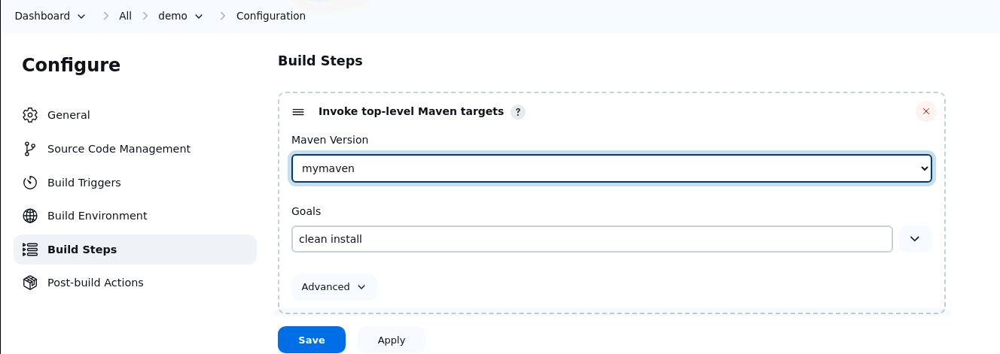 Dashboard All demo Configuration
Configure
General
Source Code Management
Build Triggers
Build Environment
Build Steps
Post-build Actions
Build Steps
Invoke top-level Maven targets ?
Maven Version
mymaven
Goals
clean install
Advanced
Save Apply